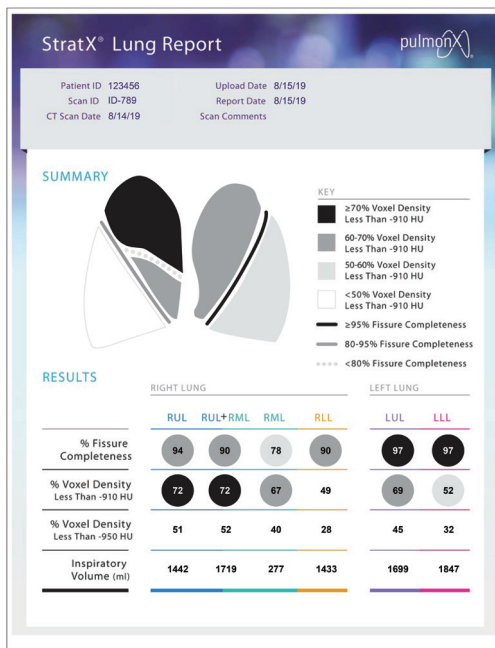 StratX® Lung Report
pulmonX®
Patient ID 123456
Upload Date 8/15/19
Scan ID ID-789
Report Date 8/15/19
CT Scan Date 8/14/19
Scan Comments
SUMMARY
KEY
≥70% Voxel Density
Less Than -910 HU
60-70% Voxel Density
Less Than -910 HU
50-60% Voxel Density
Less Than -910 HU
<50% Voxel Density
Less Than -910 HU
≥95% Fissure Completeness
80-95% Fissure Completeness
<80% Fissure Completeness
RESULTS
RIGHT LUNG LEFT LUNG
RUL RUL+RML RML RLL LUL LLL
% Fissure
Completeness 94 90 78 90 97 97
% Voxel Density
Less Than -910 HU 72 72 67 49 69 52
% Voxel Density
Less Than -950 HU 51 52 40 28 45 32
Inspiratory
Volume (ml) 1442 1719 277 1433 1699 1847